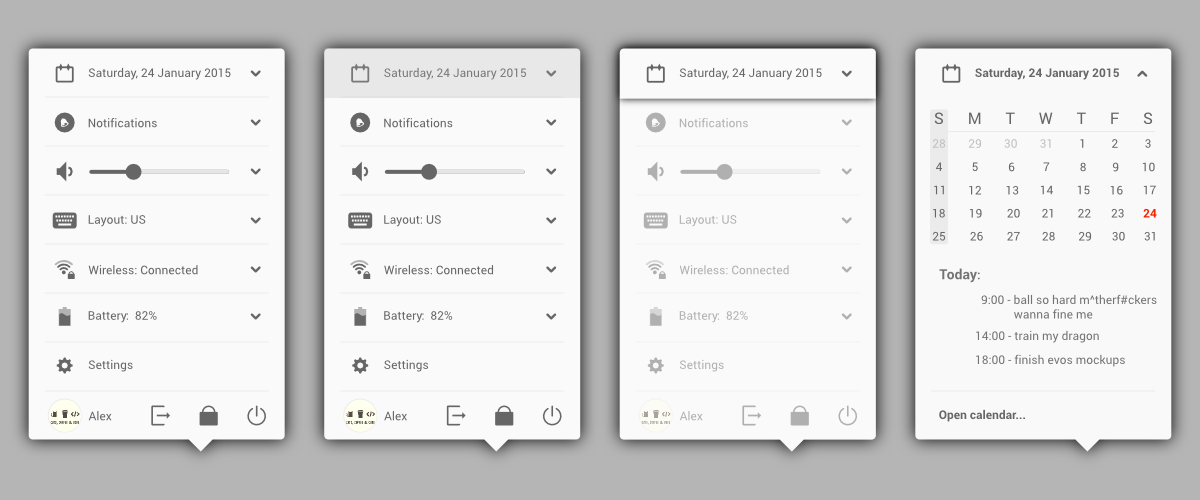 Saturday, 24 January 2015
Notifications
Layout: US
Wireless: Connected
Battery: 82%
Settings
Alex
Saturday, 24 January 2015
Notifications
Layout: US
Wireless: Connected
Battery: 82%
Settings
Alex
Saturday, 24 January 2015
Notifications
Layout: US
Wireless: Connected
Battery: 82%
Settings
Alex
Saturday, 24 January 2015
S M T W T F S
28 29 30 31 1 2 3
4 5 6 7 8 9 10
11 12 13 14 15 16 17
18 19 20 21 22 23 24
25 26 27 28 29 30 31
Today:
9:00 - ball so hard m^therf#ckers
wanna fine me
14:00 - train my dragon
18:00 - finish evos mockups
Open calendar...